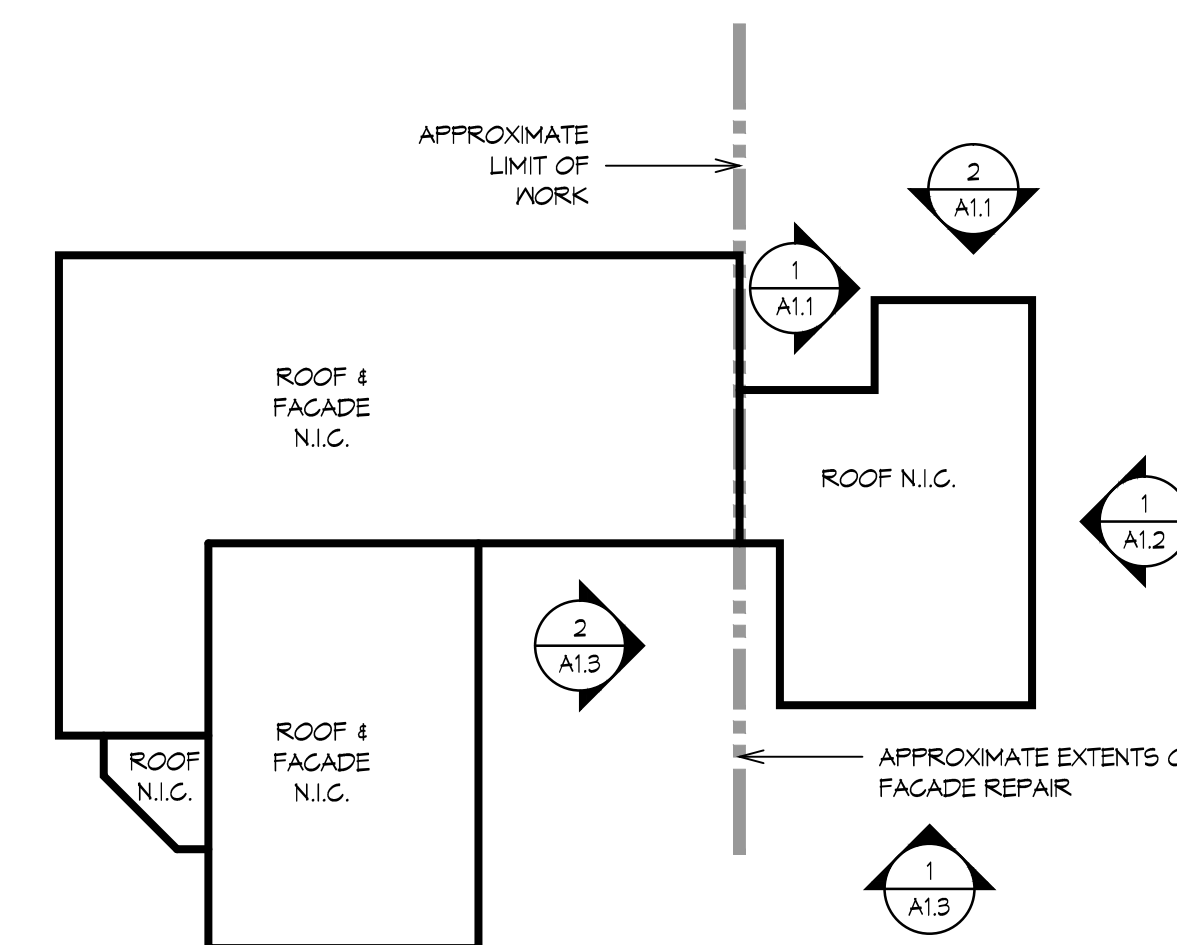 APPROXIMATE
LIMIT OF
WORK
2
A1.1
1
A1.1
ROOF &
FACADE
N.I.C.
ROOF N.I.C.
1
A1.2
2
A1.3
ROOF &
FACADE
N.I.C.
ROOF
N.I.C.
APPROXIMATE EXTENTS
FACADE REPAIR
1
A1.3